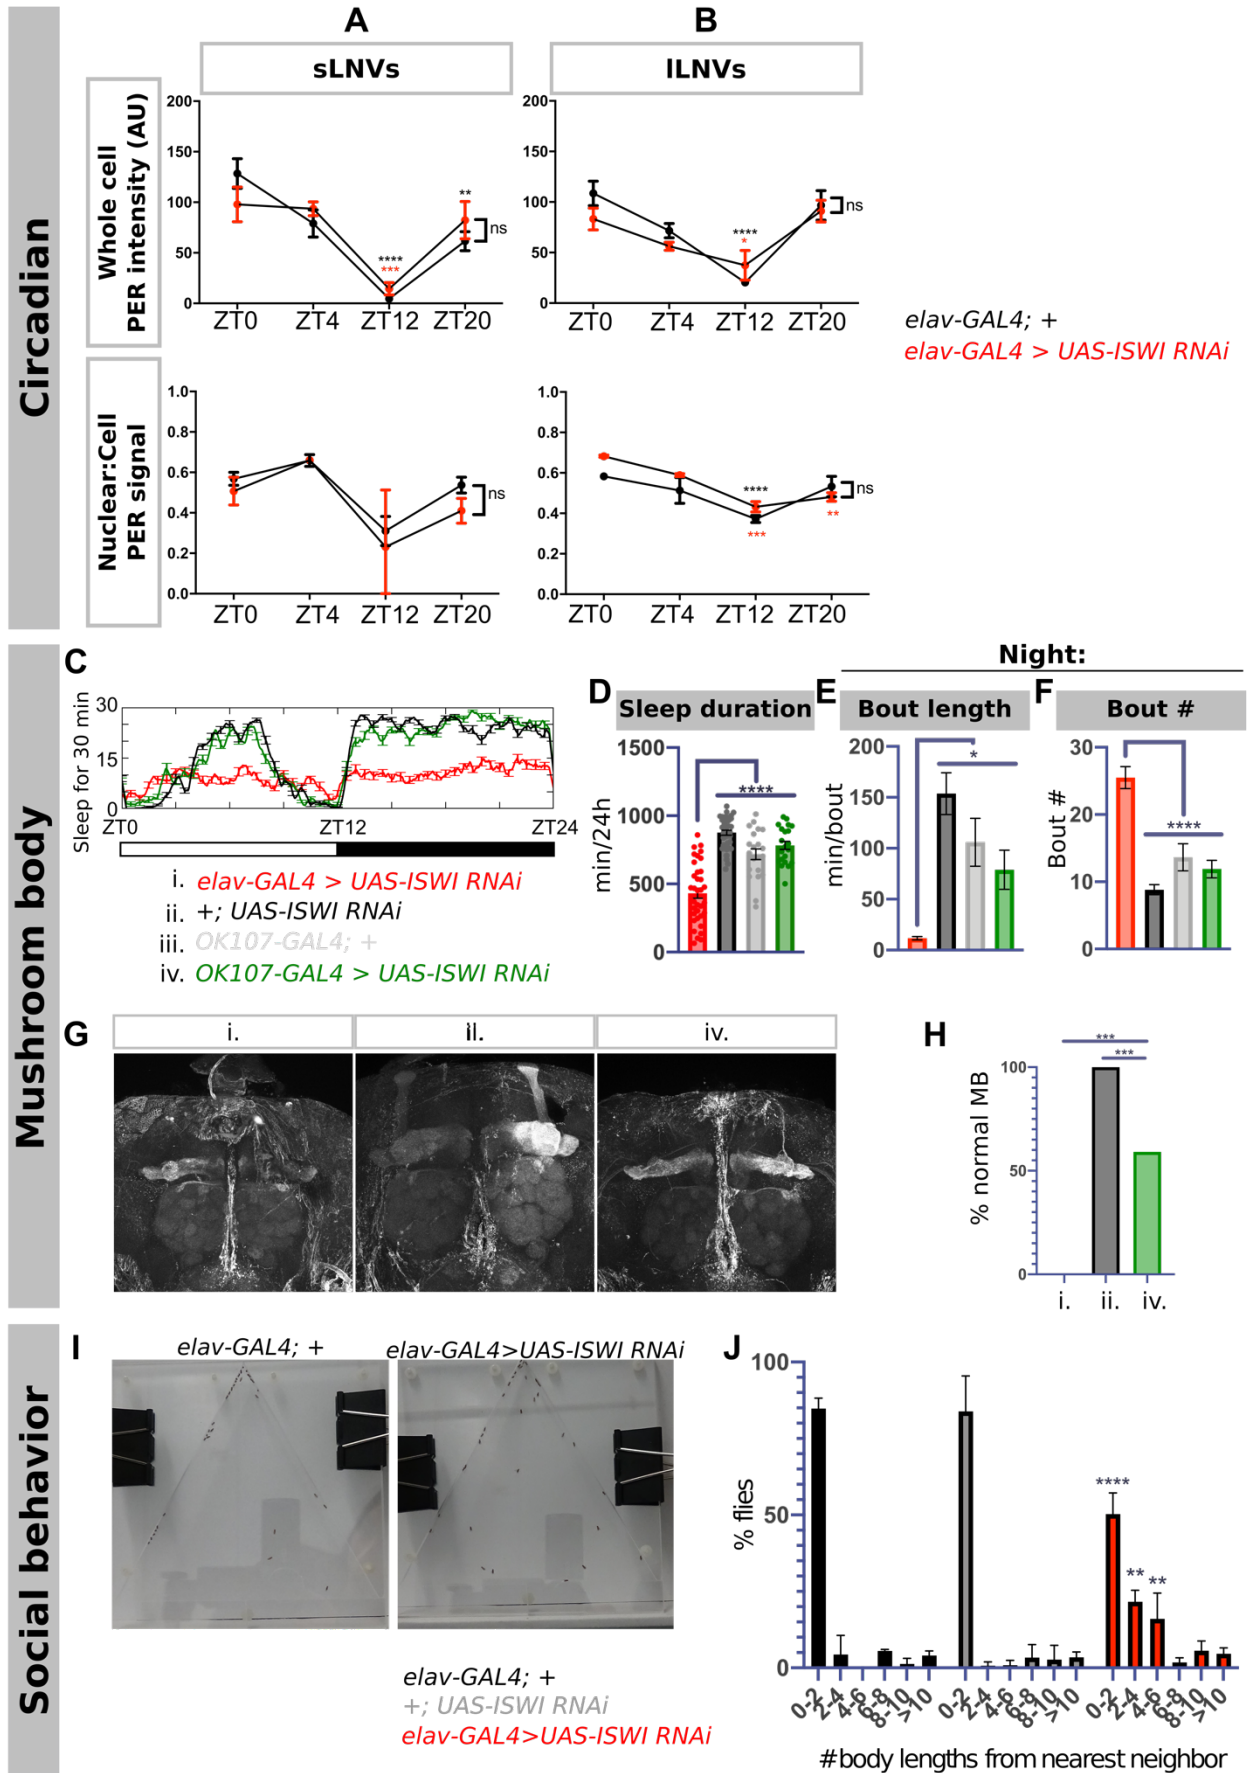 A
B
sLNVs
lLNVs
Circadian
Whole cell
PER intensity (AU)
200
150
100
50
0
ZT0 ZT4 ZT12 ZT20
****
***
**
ns
200
150
100
50
0
ZT0 ZT4 ZT12 ZT20
****
*
ns
elav-GAL4; +
elav-GAL4 > UAS-ISWI RNAi
Nuclear:Cell
PER signal
1.0
0.8
0.6
0.4
0.2
0.0
ZT0 ZT4 ZT12 ZT20
ns
1.0
0.8
0.6
0.4
0.2
0.0
ZT0 ZT4 ZT12 ZT20
****
***
**
ns
Mushroom body
C
Sleep for 30 min
30
15
0
ZT0 ZT12 ZT24
i. elav-GAL4 > UAS-ISWI RNAi
ii. +; UAS-ISWI RNAi
iii. OK107-GAL4; +
iv. OK107-GAL4 > UAS-ISWI RNAi
Night:
D
Sleep duration
min/24h
1500
1000
500
0
****
E
Bout length
min/bout
200
150
100
50
0
*
F
Bout #
Bout #
30
20
10
0
****
G
i.
ii.
iv.
H
% normal MB
100
50
0
***
***
i. ii. iv.
Social behavior
I
elav-GAL4; +
elav-GAL4>UAS-ISWI RNAi
elav-GAL4; +
+; UAS-ISWI RNAi
elav-GAL4>UAS-ISWI RNAi
J
% flies
100
50
0
****
**
**
0-2 2-4 4-6 6-8 8-10 >10 0-2 2-4 4-6 6-8 8-10 >10 0-2 2-4 4-6 6-8 8-10 >10
# body lengths from nearest neighbor